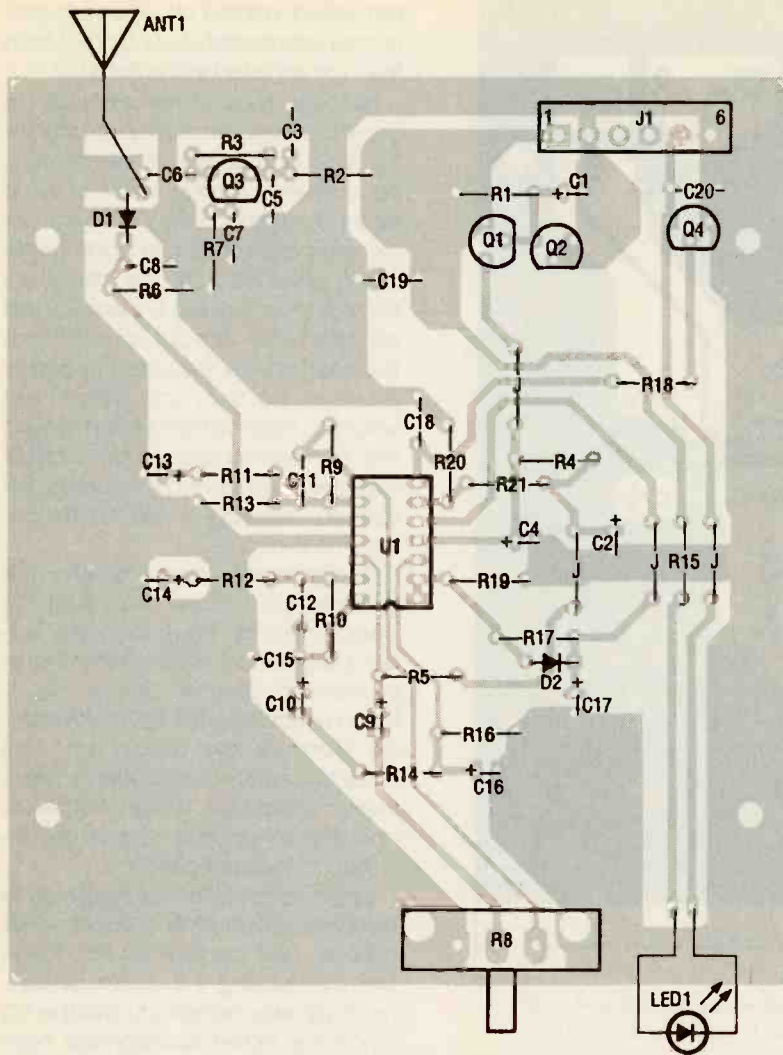 ANT1
1 J1 6
C3
R3
C6 Q3 R2 R1 + C1 C20
C5
D1 R7 C7 Q1 Q2 Q4
C8
R6 C19
J R18
C18
C13 + R11 C11 R9 R20 R4
R21
R13
U1 + C4 C2 + J R15 J
C14 + R12 C12 R19 J
R10 R17
C15 R5 D2
+ C10 + C9 + C17
R16
R14 + C16
R8
LED1